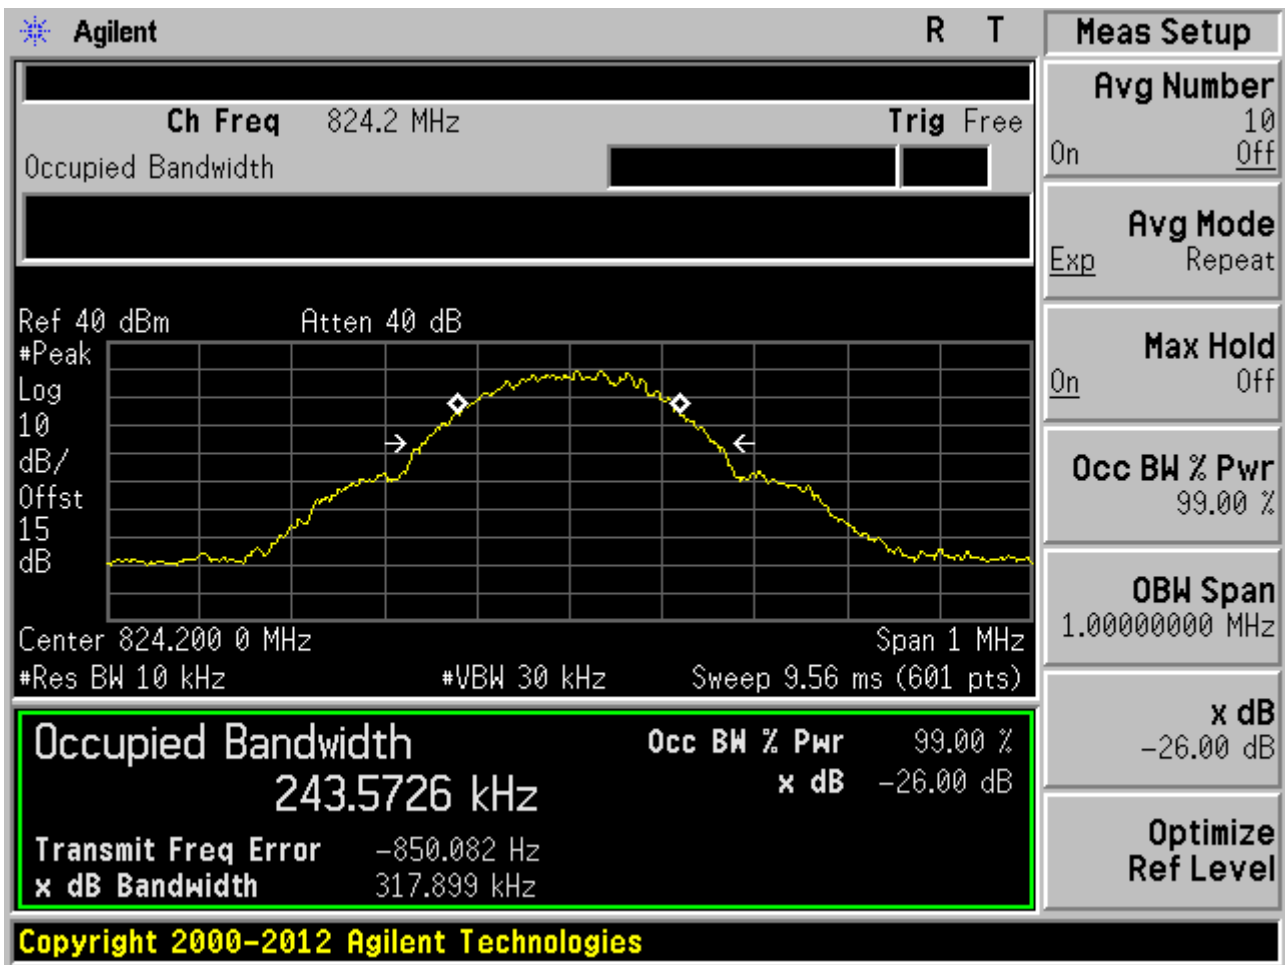 Agilent R T
Ch Freq 824.2 MHz Trig Free
Occupied Bandwidth
Ref 40 dBm Atten 40 dB
#Peak
Log
10
dB/
Offst
15
dB
Center 824.200 0 MHz Span 1 MHz
#Res BW 10 kHz #VBW 30 kHz Sweep 9.56 ms (601 pts)
Occupied Bandwidth
243.5726 kHz
Occ BW % Pwr 99.00 %
x dB -26.00 dB
Transmit Freq Error -850.082 Hz
x dB Bandwidth 317.899 kHz
Copyright 2000-2012 Agilent Technologies
Meas Setup
Avg Number
10
On Off
Avg Mode
Exp Repeat
Max Hold
On Off
Occ BW % Pwr
99.00 %
OBW Span
1.00000000 MHz
x dB
-26.00 dB
Optimize
Ref Level